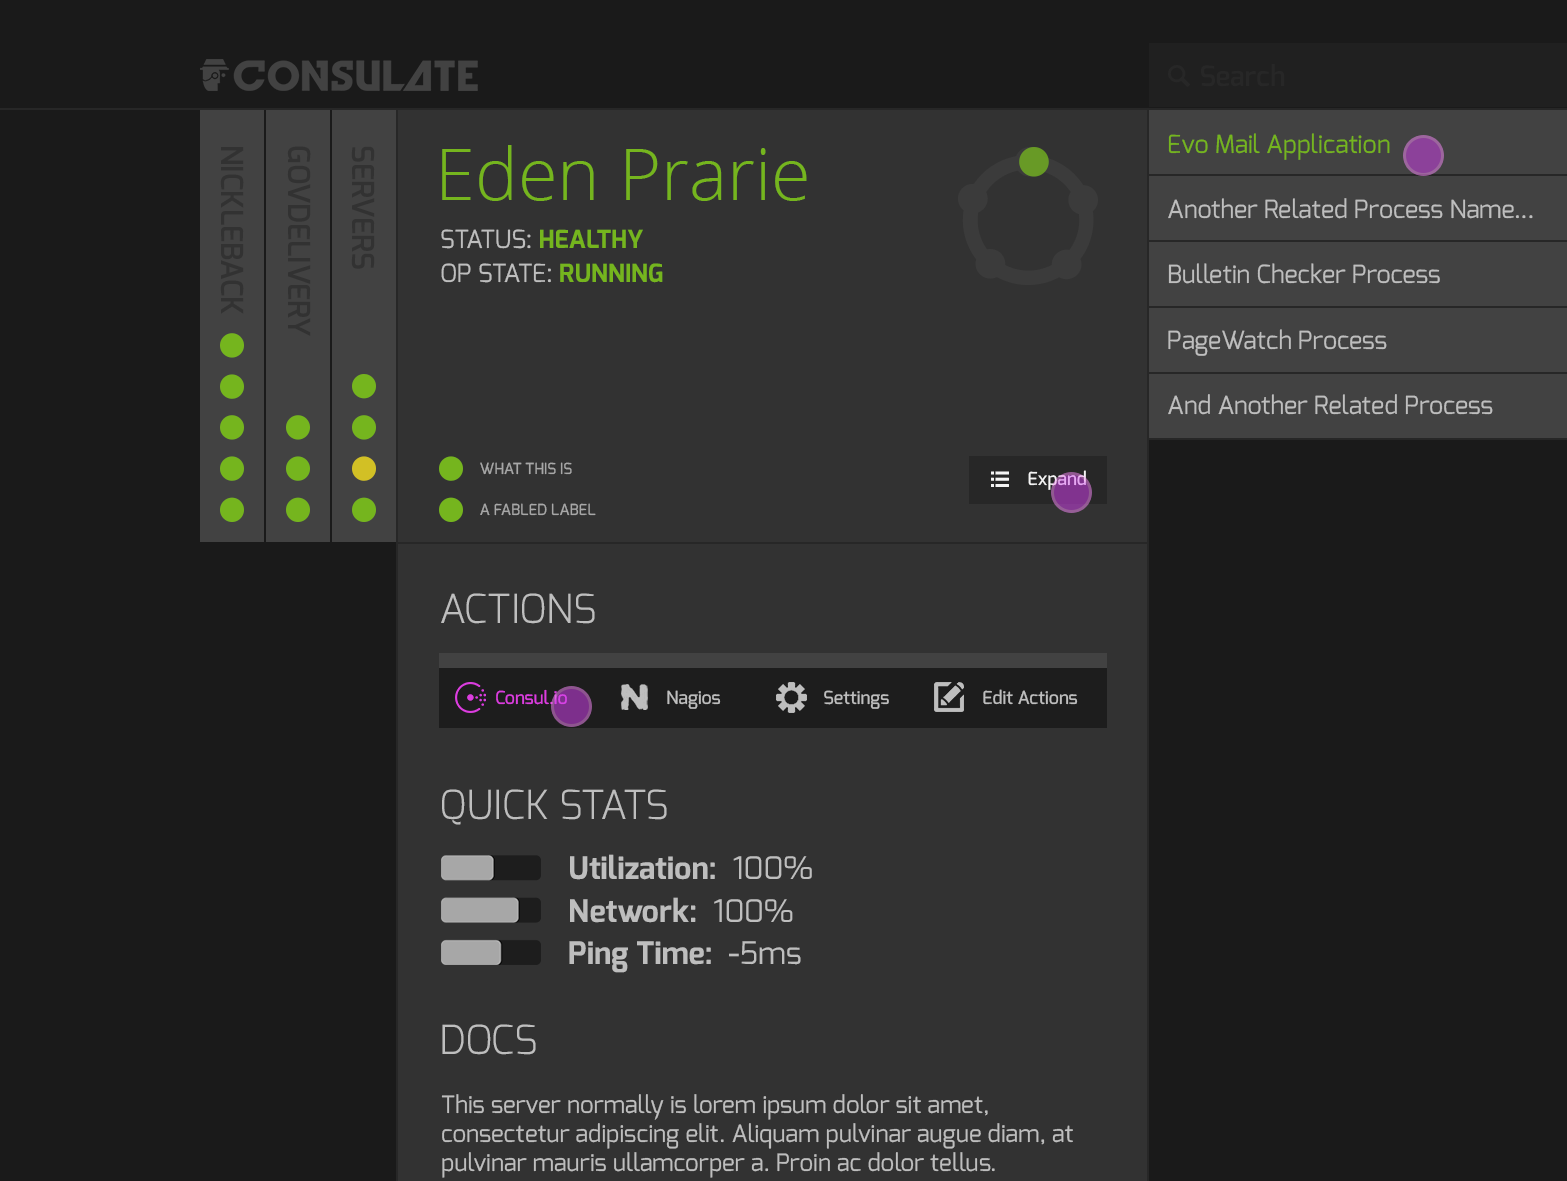 CONSULATE
Search
NICKLEBACK
GOVDELIVERY
SERVERS
Eden Prarie
STATUS: HEALTHY
OP STATE: RUNNING
WHAT THIS IS
A FABLED LABEL
Expand
Evo Mail Application
Another Related Process Name...
Bulletin Checker Process
PageWatch Process
And Another Related Process
ACTIONS
Consul.io
Nagios
Settings
Edit Actions
QUICK STATS
Utilization: 100%
Network: 100%
Ping Time: -5ms
DOCS
This server normally is lorem ipsum dolor sit amet,
consectetur adipiscing elit. Aliquam pulvinar augue diam, at
pulvinar mauris ullamcorper a. Proin ac dolor tellus.